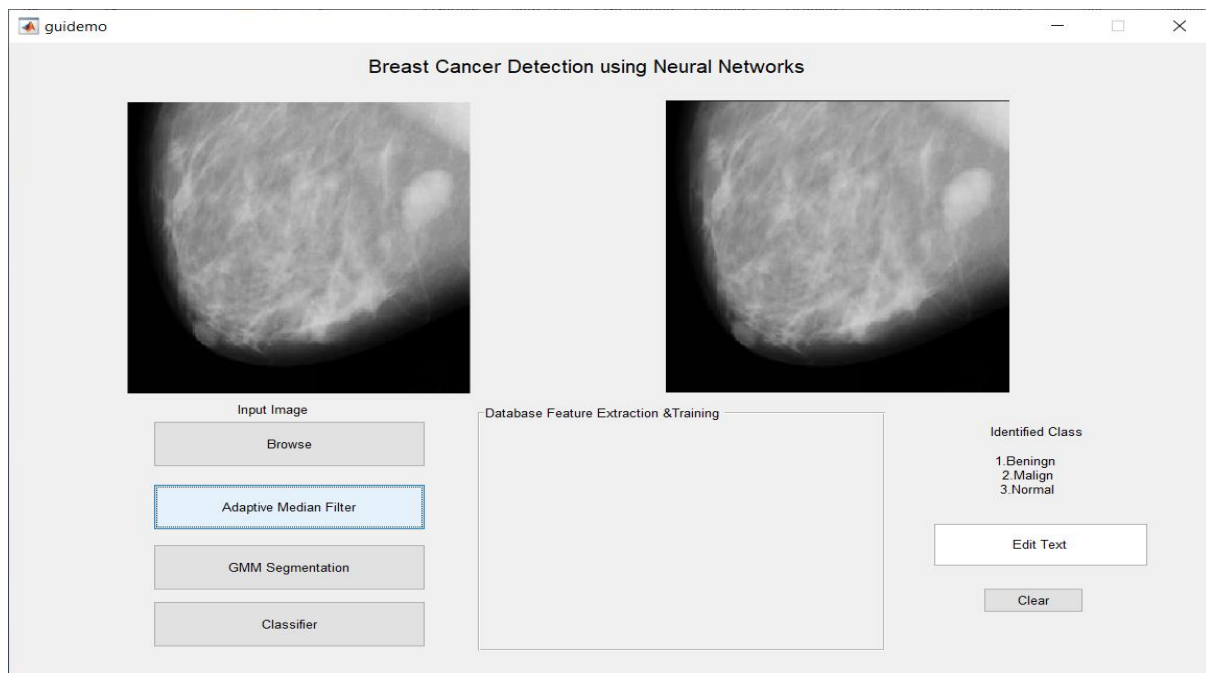 guidemo
Breast Cancer Detection using Neural Networks
Input Image
Browse
Adaptive Median Filter
GMM Segmentation
Classifier
Database Feature Extraction &Training
Identified Class
1.Beningn
2.Malign
3.Normal
Edit Text
Clear